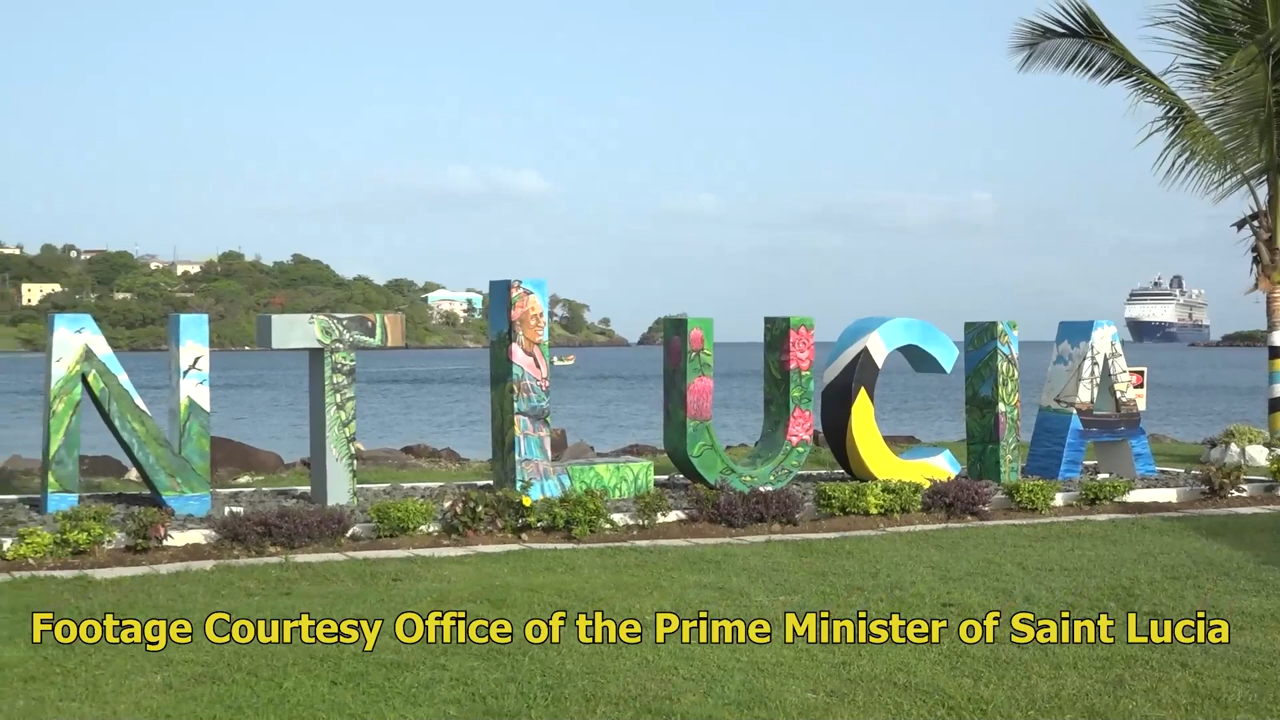 NT LUCIA
Footage Courtesy Office of the Prime Minister of Saint Lucia